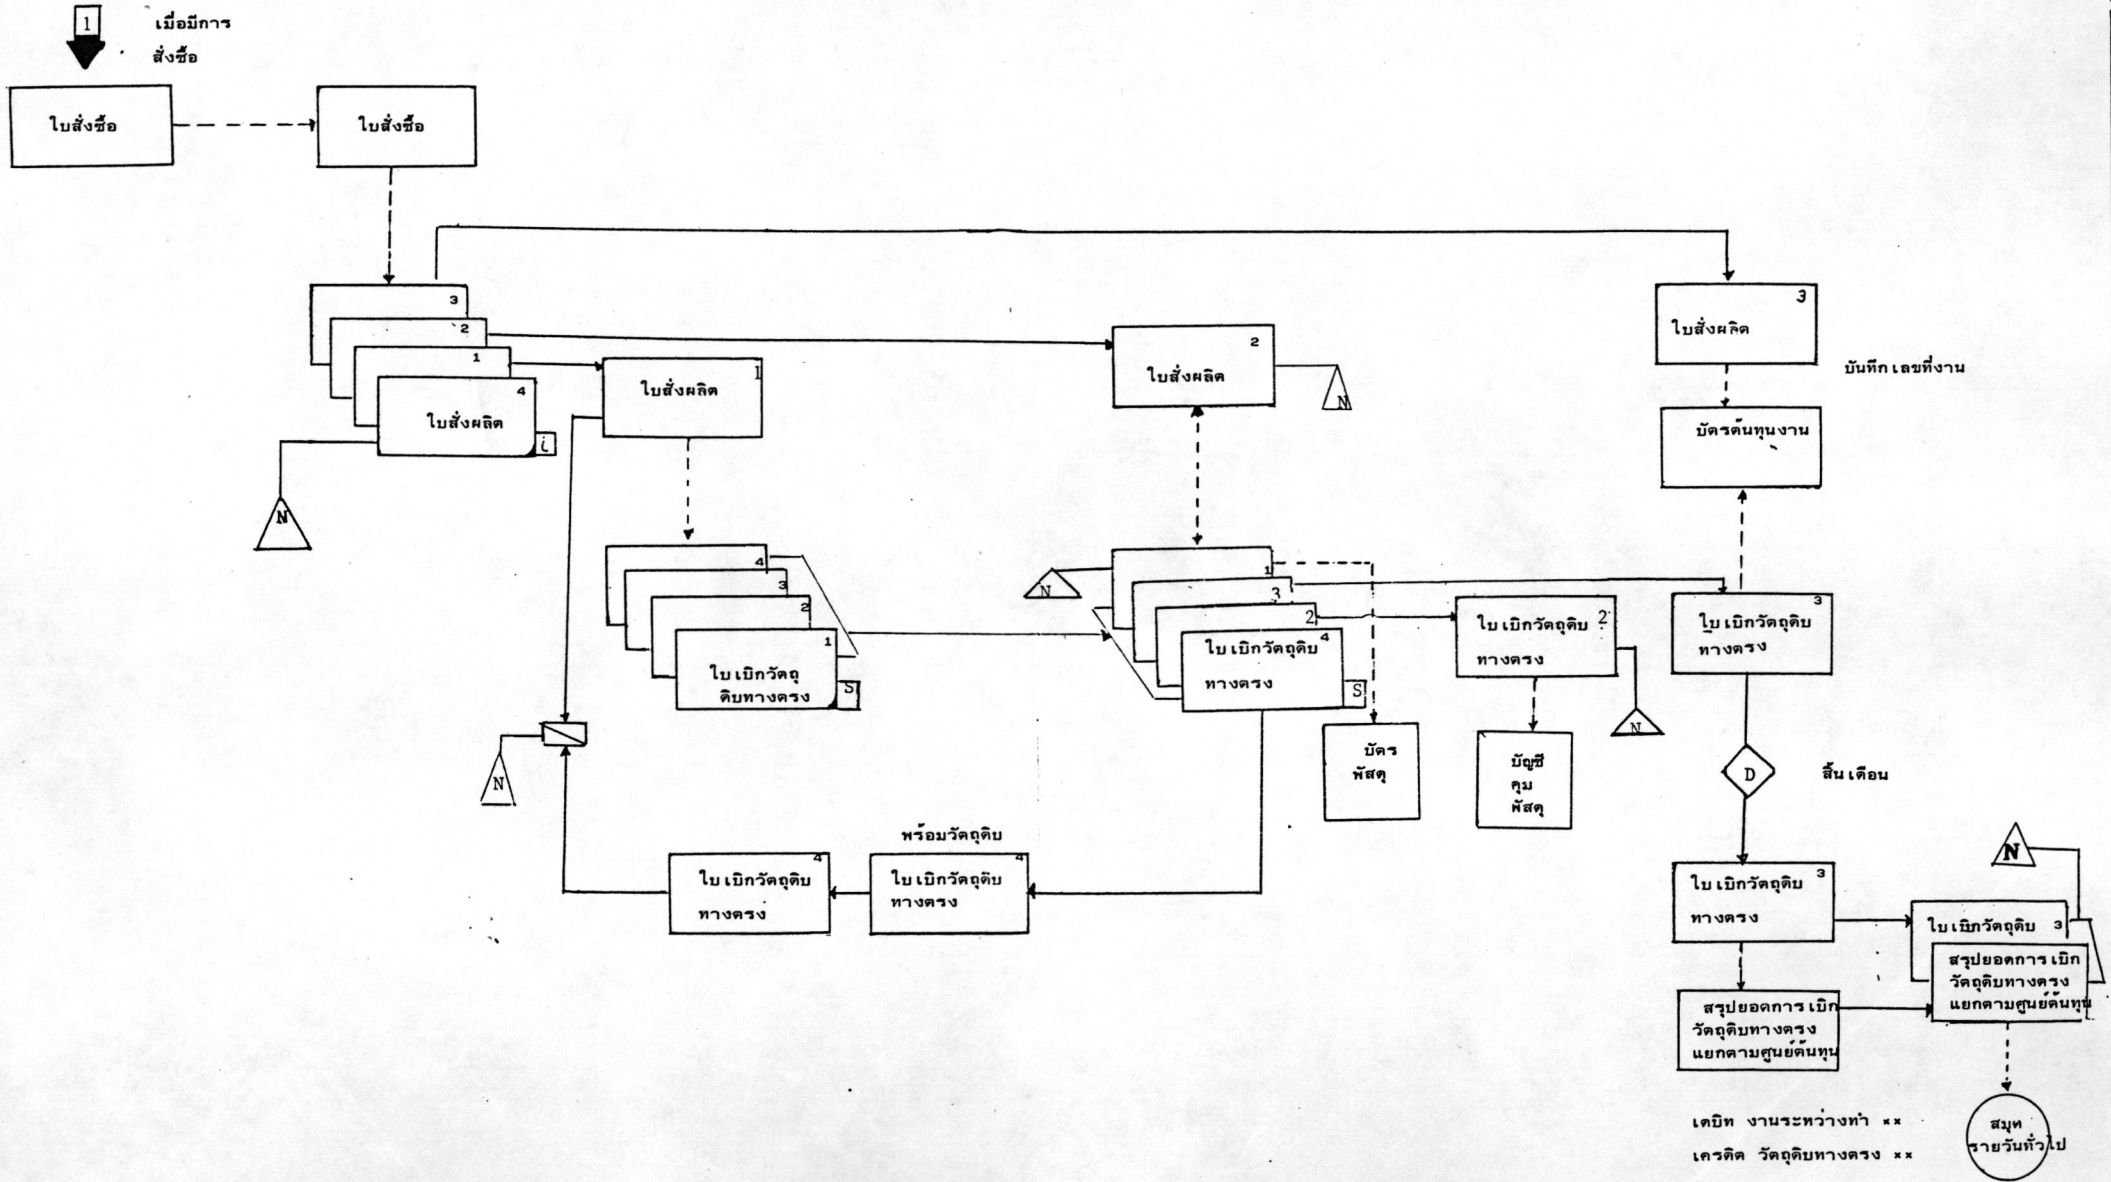 1
เมื่อมีการ
สั่งซื้อ
ใบสั่งซื้อ
ใบสั่งซื้อ
3
2
1
4
ใบสั่งผลิต
i
N
1
ใบสั่งผลิต
2
ใบสั่งผลิต
N
3
ใบสั่งผลิต
บันทึกเลขที่งาน
บัตรต้นทุนงาน
4
3
2
1
ใบเบิกวัตถุ
ดิบทางตรง
S
N
N
1
3
2
4
ใบเบิกวัตถุดิบ
ทางตรง
S
ใบเบิกวัตถุดิบ 2
ทางตรง
N
3
ใบเบิกวัตถุดิบ
ทางตรง
บัตร
พัสดุ
บัญชี
คุม
พัสดุ
D
สิ้นเดือน
พร้อมวัตถุดิบ
4
ใบเบิกวัตถุดิบ
ทางตรง
4
ใบเบิกวัตถุดิบ
ทางตรง
ใบเบิกวัตถุดิบ 3
ทางตรง
N
ใบเบิกวัตถุดิบ 3
สรุปยอดการเบิก
วัตถุดิบทางตรง
แยกตามศูนย์ต้นทุน
สรุปยอดการเบิก
วัตถุดิบทางตรง
แยกตามศูนย์ต้นทุน
เดบิท งานระหว่างทำ xx
เครดิต วัตถุดิบทางตรง xx
สมุด
รายวันทั่วไป